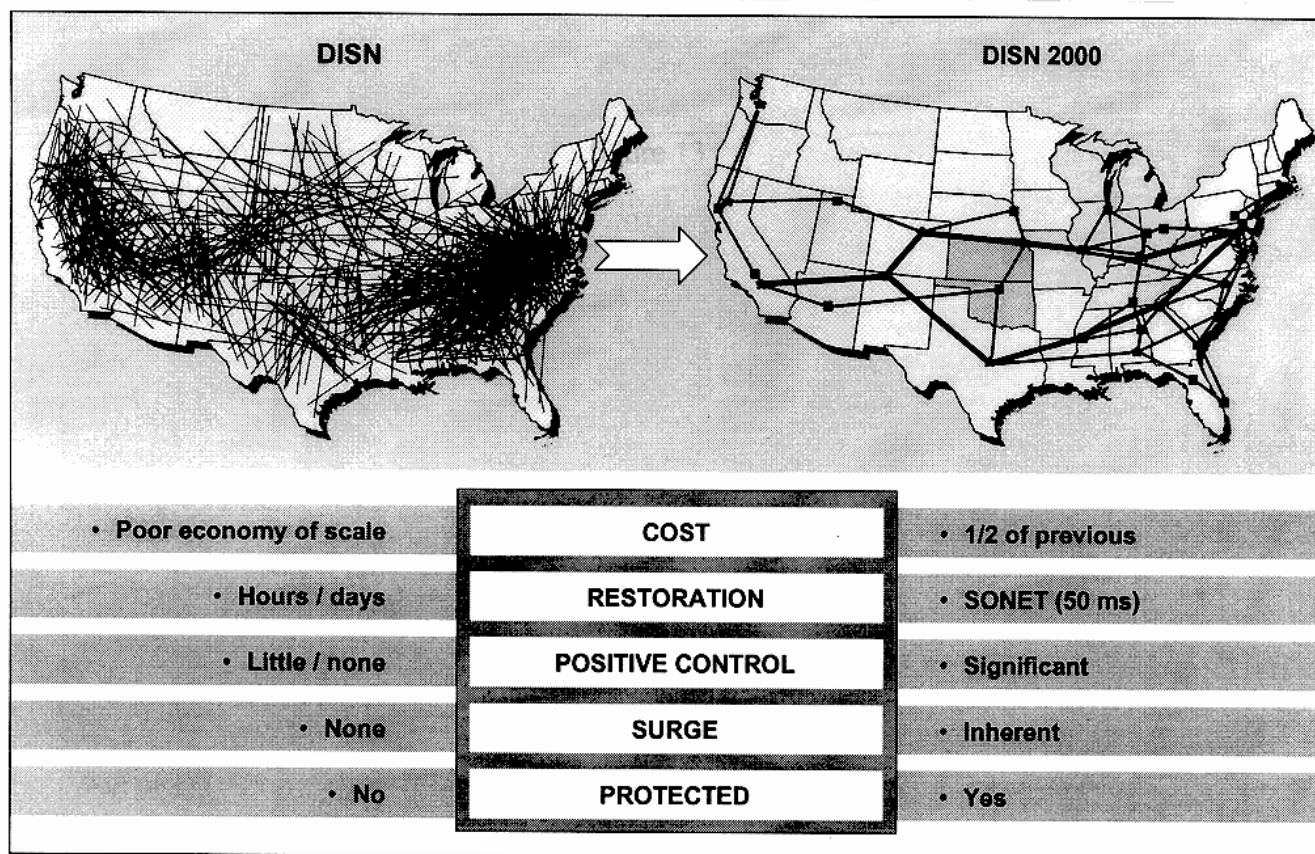 DISN
DISN 2000
• Poor economy of scale
COST
• 1/2 of previous
• Hours / days
RESTORATION
• SONET (50 ms)
• Little / none
POSITIVE CONTROL
• Significant
• None
SURGE
• Inherent
• No
PROTECTED
• Yes